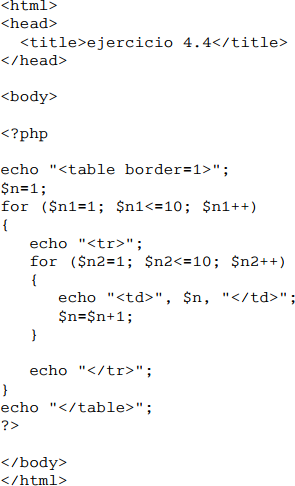 <html>
<head>
  <title>ejercicio 4.4</title>
</head>

<body>

<?php

echo "<table border=1>";
$n=1;
for ($n1=1; $n1<=10; $n1++)
{
   echo "<tr>";
   for ($n2=1; $n2<=10; $n2++)
   {
      echo "<td>", $n, "</td>";
      $n=$n+1;
   }

   echo "</tr>";
}
echo "</table>";
?>

</body>
</html>